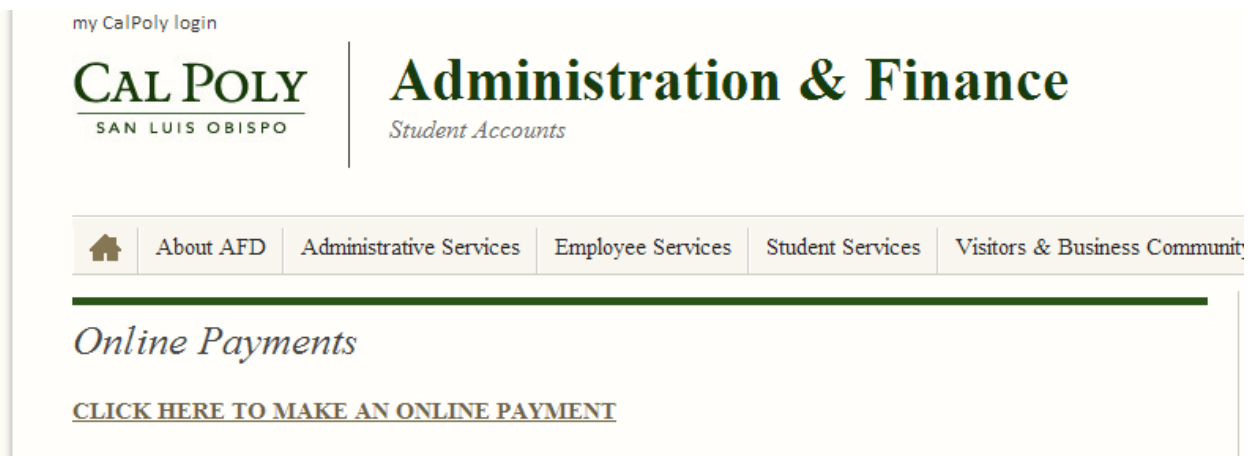 my CalPoly login
CAL POLY
SAN LUIS OBISPO
Administration & Finance
Student Accounts
About AFD Administrative Services Employee Services Student Services Visitors & Business Community
Online Payments
CLICK HERE TO MAKE AN ONLINE PAYMENT